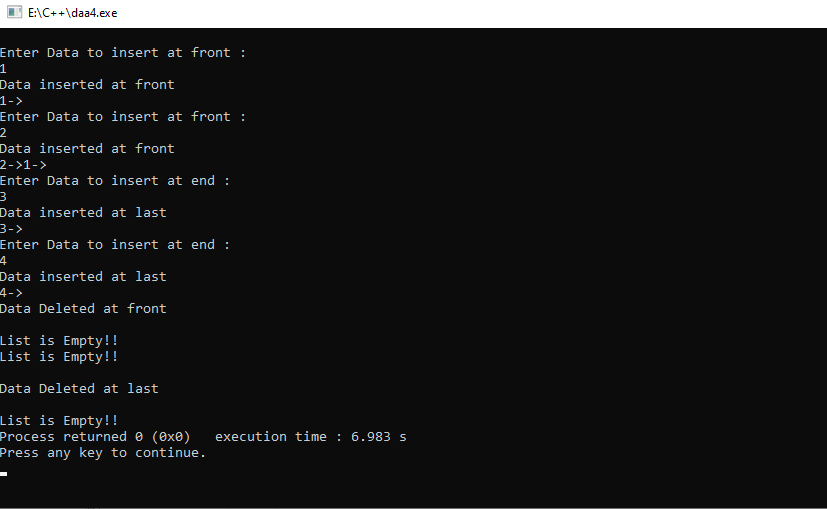 E:\C++\daa4.exe
Enter Data to insert at front :
1
Data inserted at front
1->
Enter Data to insert at front :
2
Data inserted at front
2->1->
Enter Data to insert at end :
3
Data inserted at last
3->
Enter Data to insert at end :
4
Data inserted at last
4->
Data Deleted at front
List is Empty!!
List is Empty!!
Data Deleted at last
List is Empty!!
Process returned 0 (0x0)   execution time : 6.983 s
Press any key to continue.